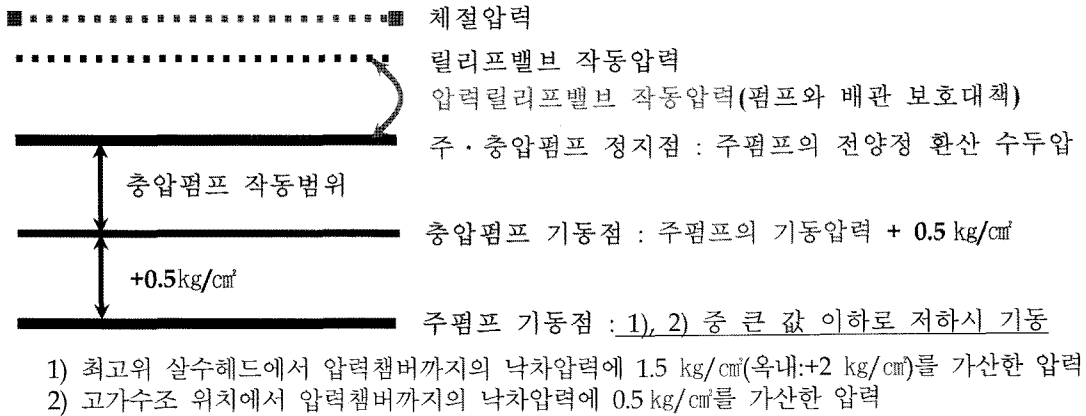 체절압력
릴리프밸브 작동압력
압력릴리프밸브 작동압력(펌프와 배관 보호대책)
주·충압펌프 정지점 : 주펌프의 전양정 환산 수두압
충압펌프 작동범위
충압펌프 기동점 : 주펌프의 기동압력 + 0.5 kg/㎠
+0.5kg/㎠
주펌프 기동점 : 1), 2) 중 큰 값 이하로 저하시 기동
1) 최고위 살수헤드에서 압력챔버까지의 낙차압력에 1.5 kg/㎠(옥내:+2 kg/㎠)를 가산한 압력
2) 고가수조 위치에서 압력챔버까지의 낙차압력에 0.5 kg/㎠를 가산한 압력